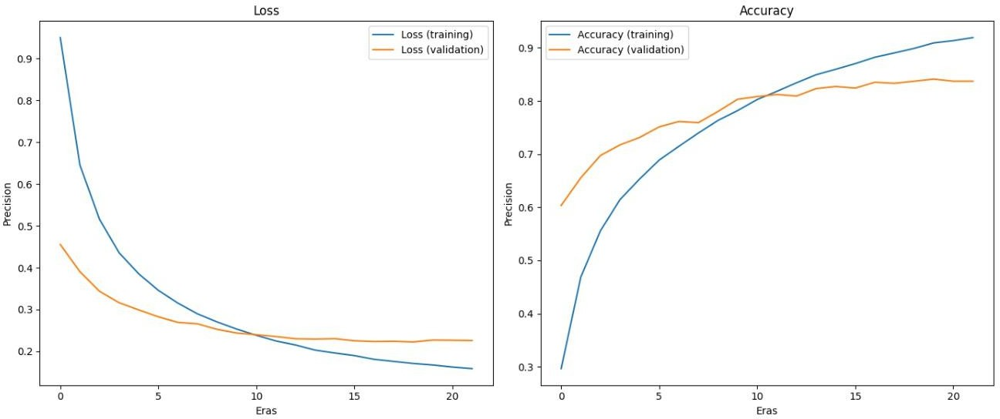 Loss
Loss (training)
Loss (validation)
0.9
0.8
0.7
0.6
0.5
0.4
0.3
0.2
Precision
0 5 10 15 20
Eras
Accuracy
Accuracy (training)
Accuracy (validation)
0.9
0.8
0.7
0.6
0.5
0.4
0.3
Precision
0 5 10 15 20
Eras